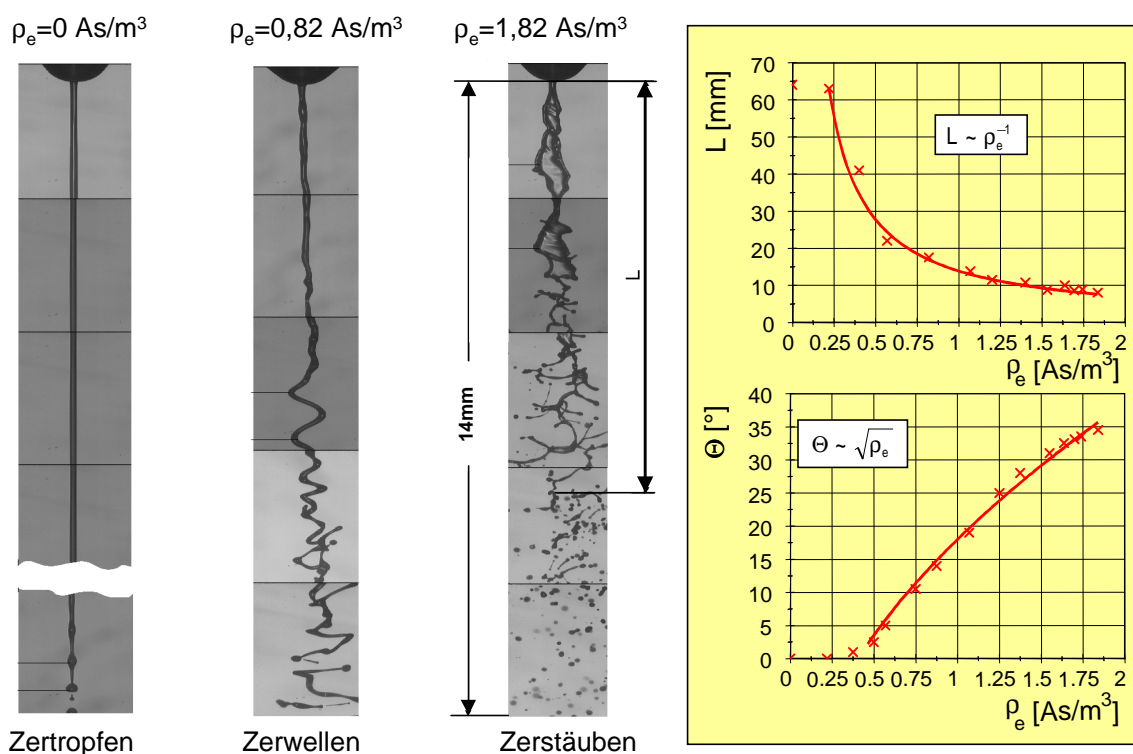 ρe=0 As/m³
ρe=0,82 As/m³
ρe=1,82 As/m³
14mm
L
Zertropfen
Zerwellen
Zerstäuben
L [mm]
70
60
50
40
30
20
10
0
L ~ ρe⁻¹
0 0.25 0.5 0.75 1 1.25 1.5 1.75 2
ρe [As/m³]
Θ [°]
40
35
30
25
20
15
10
5
0
Θ ~ √ρe
0 0.25 0.5 0.75 1 1.25 1.5 1.75 2
ρe [As/m³]